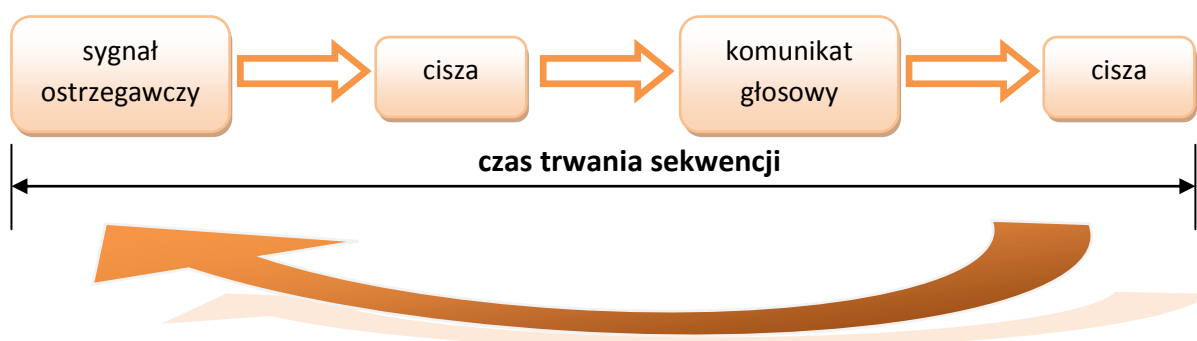 sygnał
ostrzegawczy
cisza
komunikat
głosowy
cisza
czas trwania sekwencji